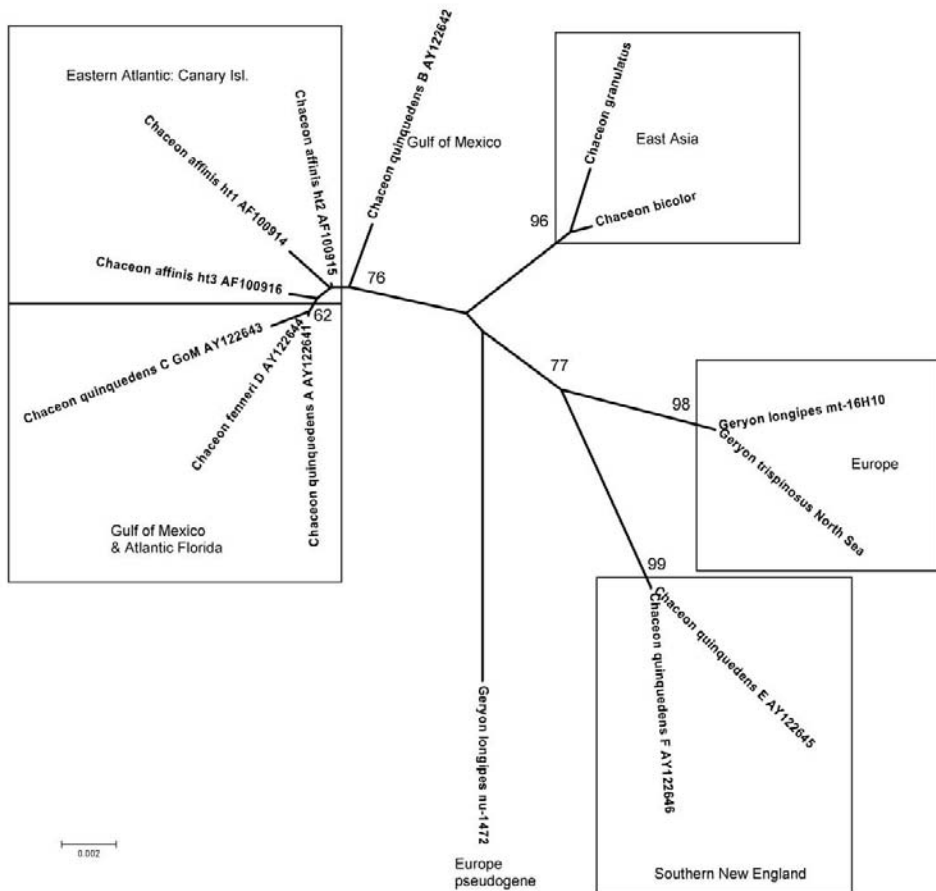 Eastern Atlantic: Canary Isl.
Chaceon affinis ht1 AF100914
Chaceon affinis ht2 AF100915
Chaceon affinis ht3 AF100916
Chaceon quinquedens B AY122642
Gulf of Mexico
Chaceon granulatus
East Asia
Chaceon bicolor
96
76
62
Chaceon quinquedens C GoM AY122643
Chaceon fenneri D AY122644
Chaceon quinquedens A AY122641
Gulf of Mexico
& Atlantic Florida
77
98
Geryon longipes mt-16H10
Geryon trispinosus North Sea
Europe
99
Chaceon quinquedens E AY122645
Chaceon quinquedens F AY122646
Southern New England
Geryon longipes nu-1472
Europe
pseudogene
0.002